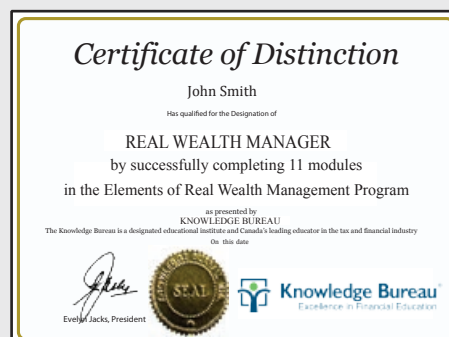 Certificate of Distinction
John Smith
Has qualified for the Designation of
REAL WEALTH MANAGER
by successfully completing 11 modules
in the Elements of Real Wealth Management Program
as presented by
KNOWLEDGE BUREAU
The Knowledge Bureau is a designated educational institute and Canada's leading educator in the tax and financial industry
On this date
SEAL
Knowledge Bureau
Excellence in Financial Education
Evelyn Jacks, President